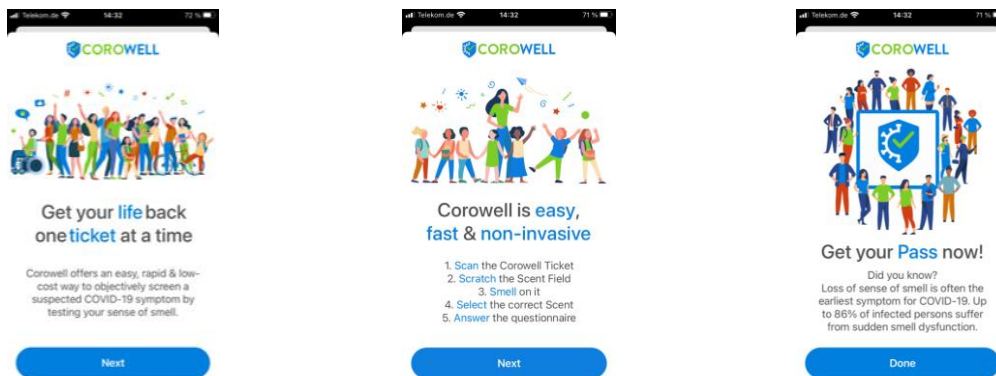 Telekom.de 14:32 72 %
COROWELL
Get your life back
one ticket at a time
Corowell offers an easy, rapid & low-
cost way to objectively screen a
suspected COVID-19 symptom by
testing your sense of smell.
Next
Telekom.de 14:32 71 %
COROWELL
Corowell is easy,
fast & non-invasive
1. Scan the Corowell Ticket
2. Scratch the Scent Field
3. Smell on it
4. Select the correct Scent
5. Answer the questionnaire
Next
Telekom.de 14:32 71 %
COROWELL
Get your Pass now!
Did you know?
Loss of sense of smell is often the
earliest symptom for COVID-19. Up
to 86% of infected persons suffer
from sudden smell dysfunction.
Done